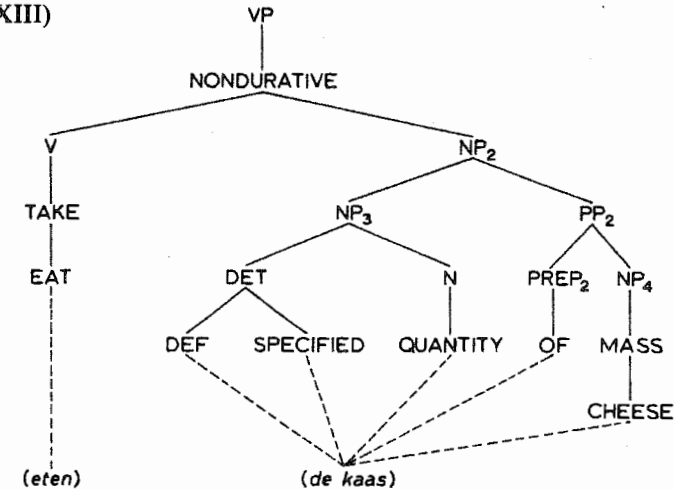 XIII)
VP
NONDURATIVE
V NP₂
TAKE NP₃ PP₂
EAT DET N PREP₂ NP₄
DEF SPECIFIED QUANTITY OF MASS
CHEESE
(eten) (de kaas)